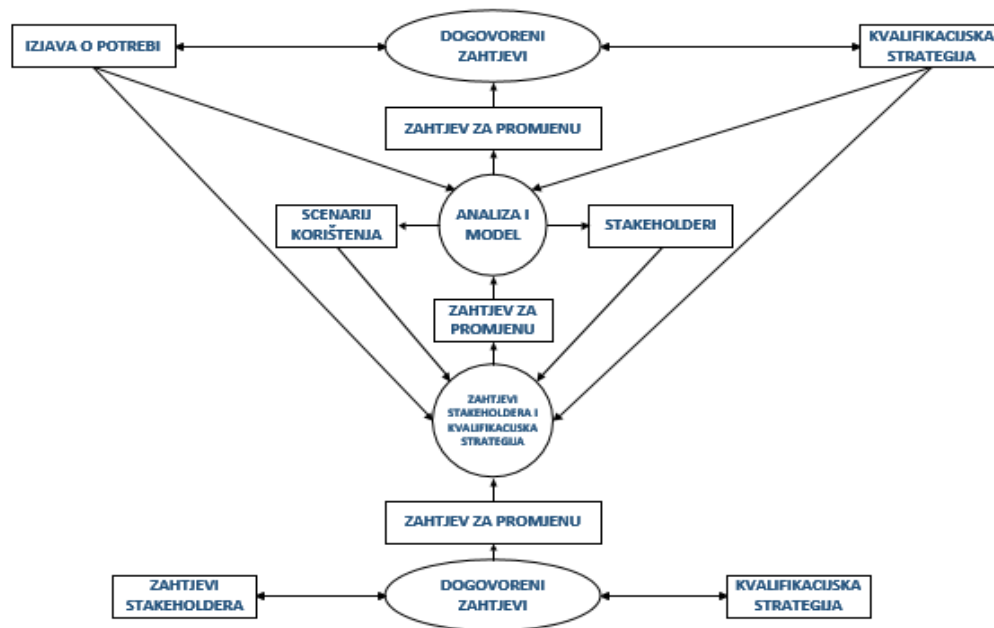 IZJAVA O POTREBI
DOGOVORENI
ZAHTJEVI
KVALIFIKACIJSKA
STRATEGIJA
ZAHTJEV ZA PROMJENU
SCENARIJ
KORIŠTENJA
ANALIZA I
MODEL
STAKEHOLDERI
ZAHTJEV ZA
PROMJENU
ZAHTJEVI
STAKEHOLDERA I
KVALIFIKACIJSKA
STRATEGIJA
ZAHTJEV ZA PROMJENU
ZAHTJEVI
STAKEHOLDERA
DOGOVORENI
ZAHTJEVI
KVALIFIKACIJSKA
STRATEGIJA